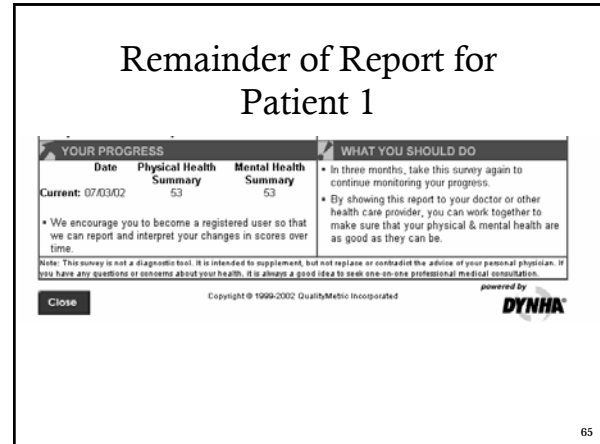 Remainder of Report for
Patient 1
YOUR PROGRESS
Date Physical Health Mental Health
Summary Summary
Current: 07/03/02 53 53
▪ We encourage you to become a registered user so that
we can report and interpret your changes in scores over
time.
WHAT YOU SHOULD DO
▪ In three months, take this survey again to
continue monitoring your progress.
▪ By showing this report to your doctor or other
health care provider, you can work together to
make sure that your physical & mental health are
as good as they can be.
Note: This survey is not a diagnostic tool. It is intended to supplement, but not replace or contradict the advice of your personal physician. If
you have any questions or concerns about your health, it is always a good idea to seek one-on-one professional medical consultation.
Close
Copyright © 1999-2002 QualityMetric Incorporated
powered by
DYNHA®
65